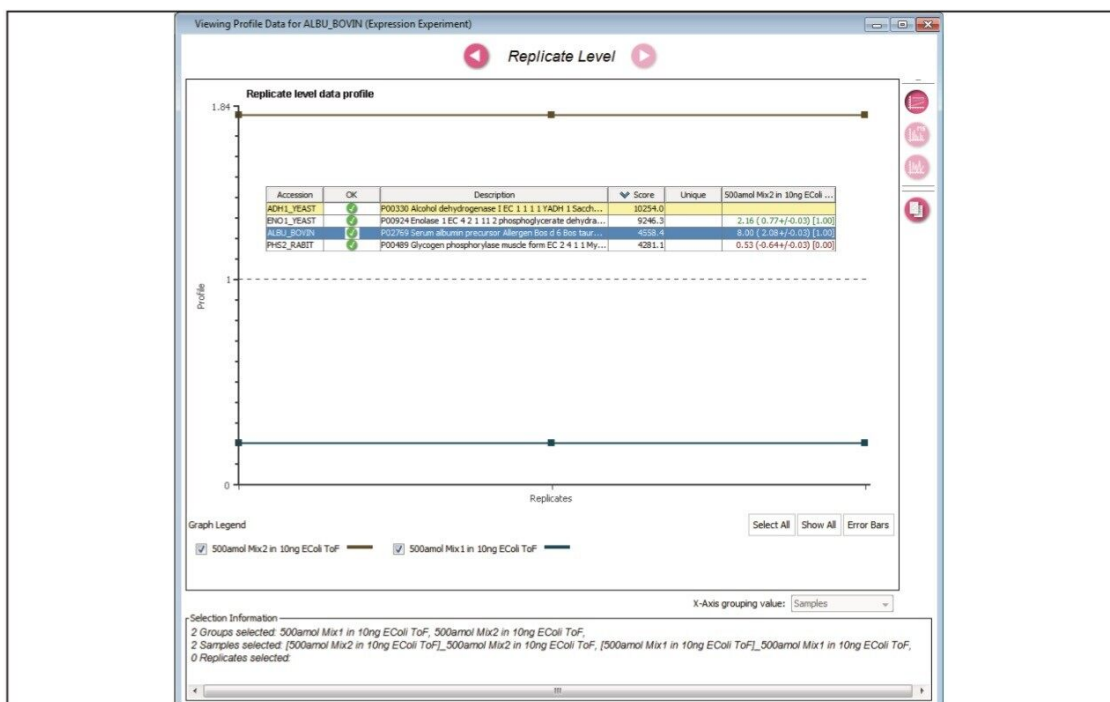 Viewing Profile Data for ALBU_BOVIN (Expression Experiment)
Replicate Level
Replicate level data profile
1.84
Accession OK Description Score Unique 500amol Mix2 in 10ng EColi ...
ADH1_YEAST P00330 Alcohol dehydrogenase I EC 1 1 1 1 YADH 1 Sacch... 10254.0
ENO1_YEAST P00924 Enolase 1 EC 4 2 1 11 2 phosphoglycerate dehydra... 9246.3 2.16 ( 0.77+/-0.03) [1.00]
ALBU_BOVIN P02769 Serum albumin precursor Allergen Bos d 6 Bos taur... 4558.4 8.00 ( 2.08+/-0.03) [1.00]
PHS2_RABIT P00489 Glycogen phosphorylase muscle form EC 2 4 1 1 My... 4281.1 0.53 (-0.64+/-0.03) [0.00]
1
Profile
0
Replicates
Graph Legend
Select All Show All Error Bars
500amol Mix2 in 10ng EColi ToF 500amol Mix1 in 10ng EColi ToF
X-Axis grouping value: Samples
Selection Information
2 Groups selected: 500amol Mix1 in 10ng EColi ToF, 500amol Mix2 in 10ng EColi ToF,
2 Samples selected: [500amol Mix2 in 10ng EColi ToF]_500amol Mix2 in 10ng EColi ToF, [500amol Mix1 in 10ng EColi ToF]_500amol Mix1 in 10ng EColi ToF,
0 Replicates selected: